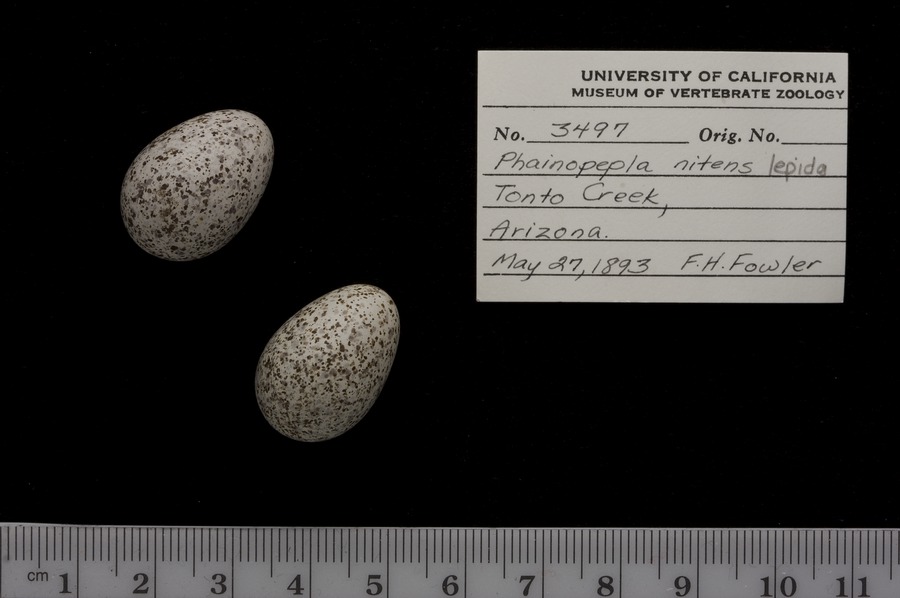 UNIVERSITY OF CALIFORNIA
MUSEUM OF VERTEBRATE ZOOLOGY
No. 3497 Orig. No.
Phainopepla nitens lepida
Tonto Creek,
Arizona.
May 27, 1893 F.H. Fowler
cm 1 2 3 4 5 6 7 8 9 10 11